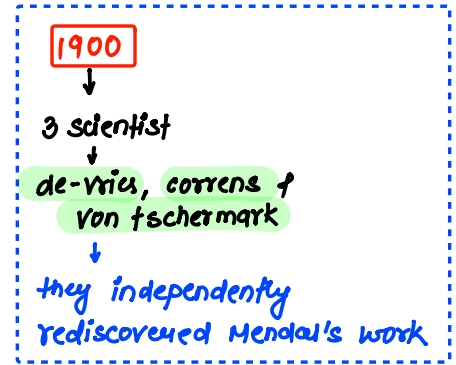 1900
3 scientist
de-vries, correns &
von tschermark
they independently
rediscovered Mendal's work